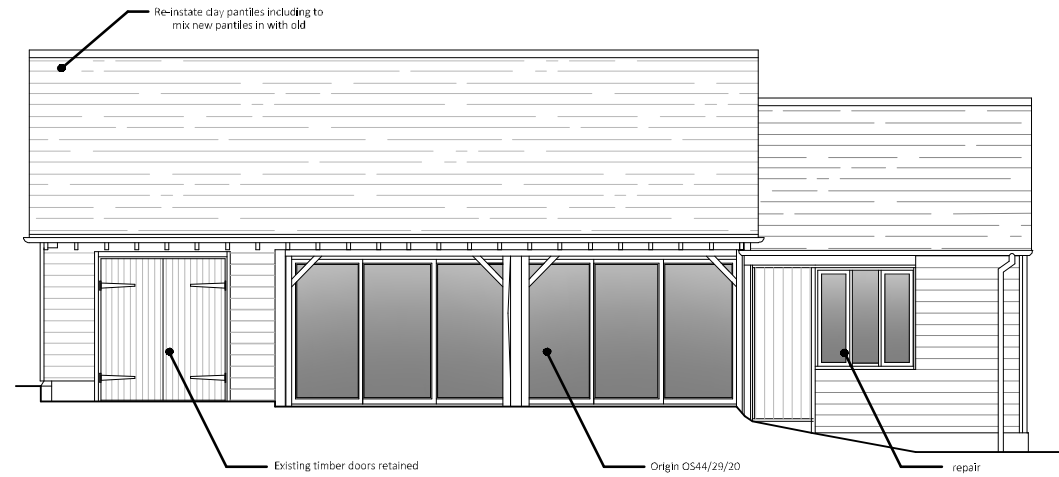 Re-instate clay pantiles including to
mix new pantiles in with old
Existing timber doors retained
Origin OS44/29/20
repair